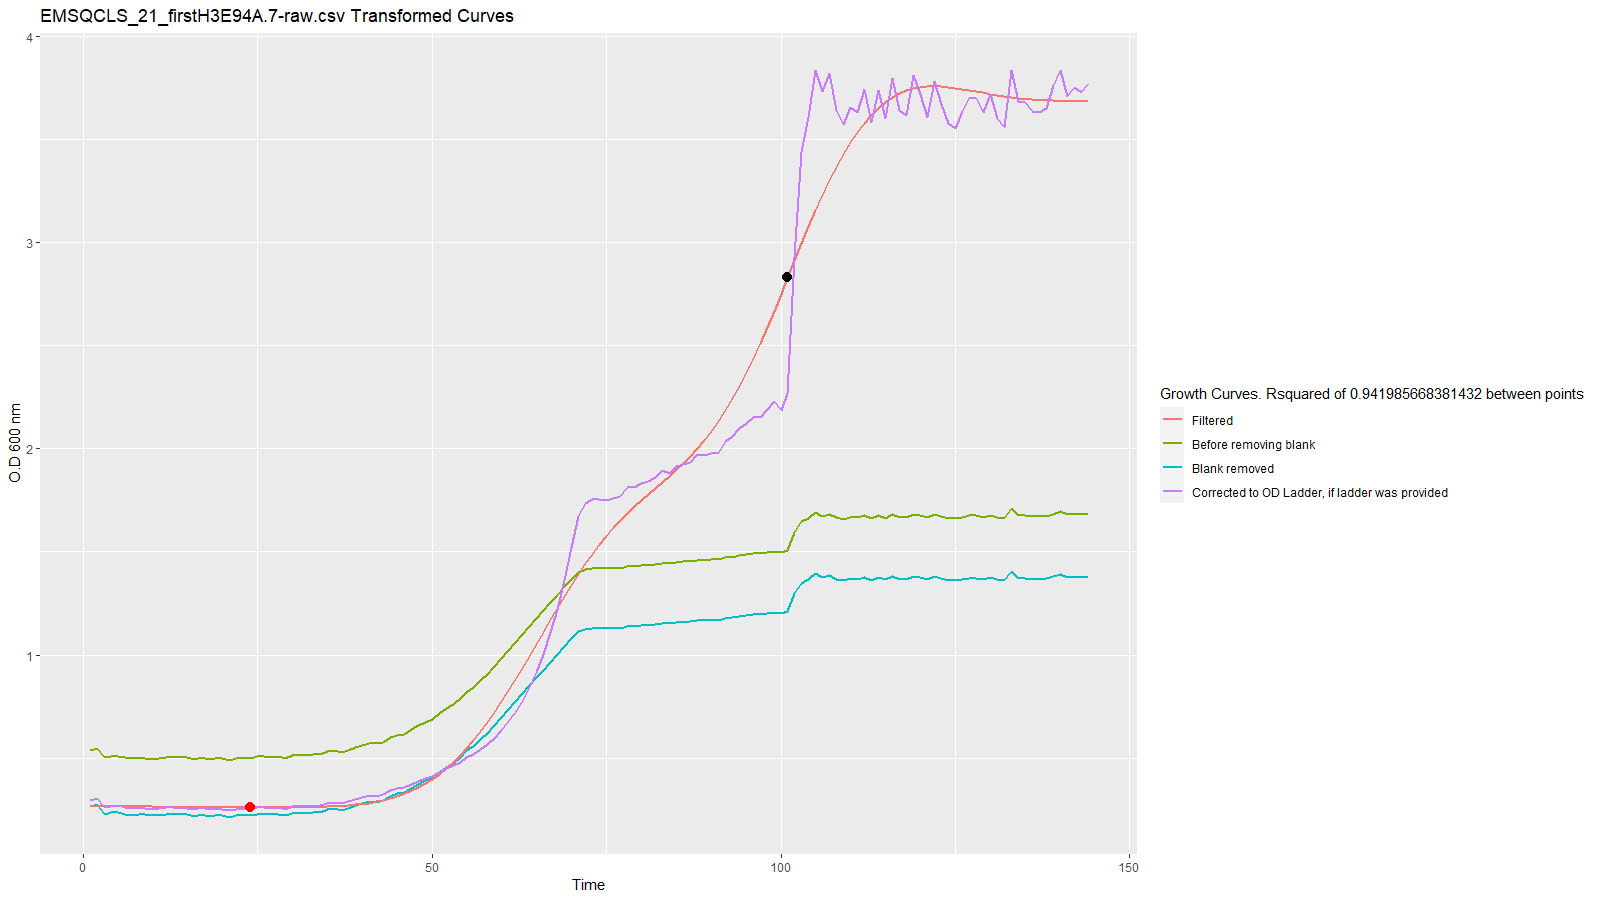 EMSQCLS_21_firstH3E94A.7-raw.csv Transformed Curves
4
3
2
1
O.D 600 nm
0
50
100
150
Time
Growth Curves. Rsquared of 0.941985668381432 between points
Filtered
Before removing blank
Blank removed
Corrected to OD Ladder, if ladder was provided